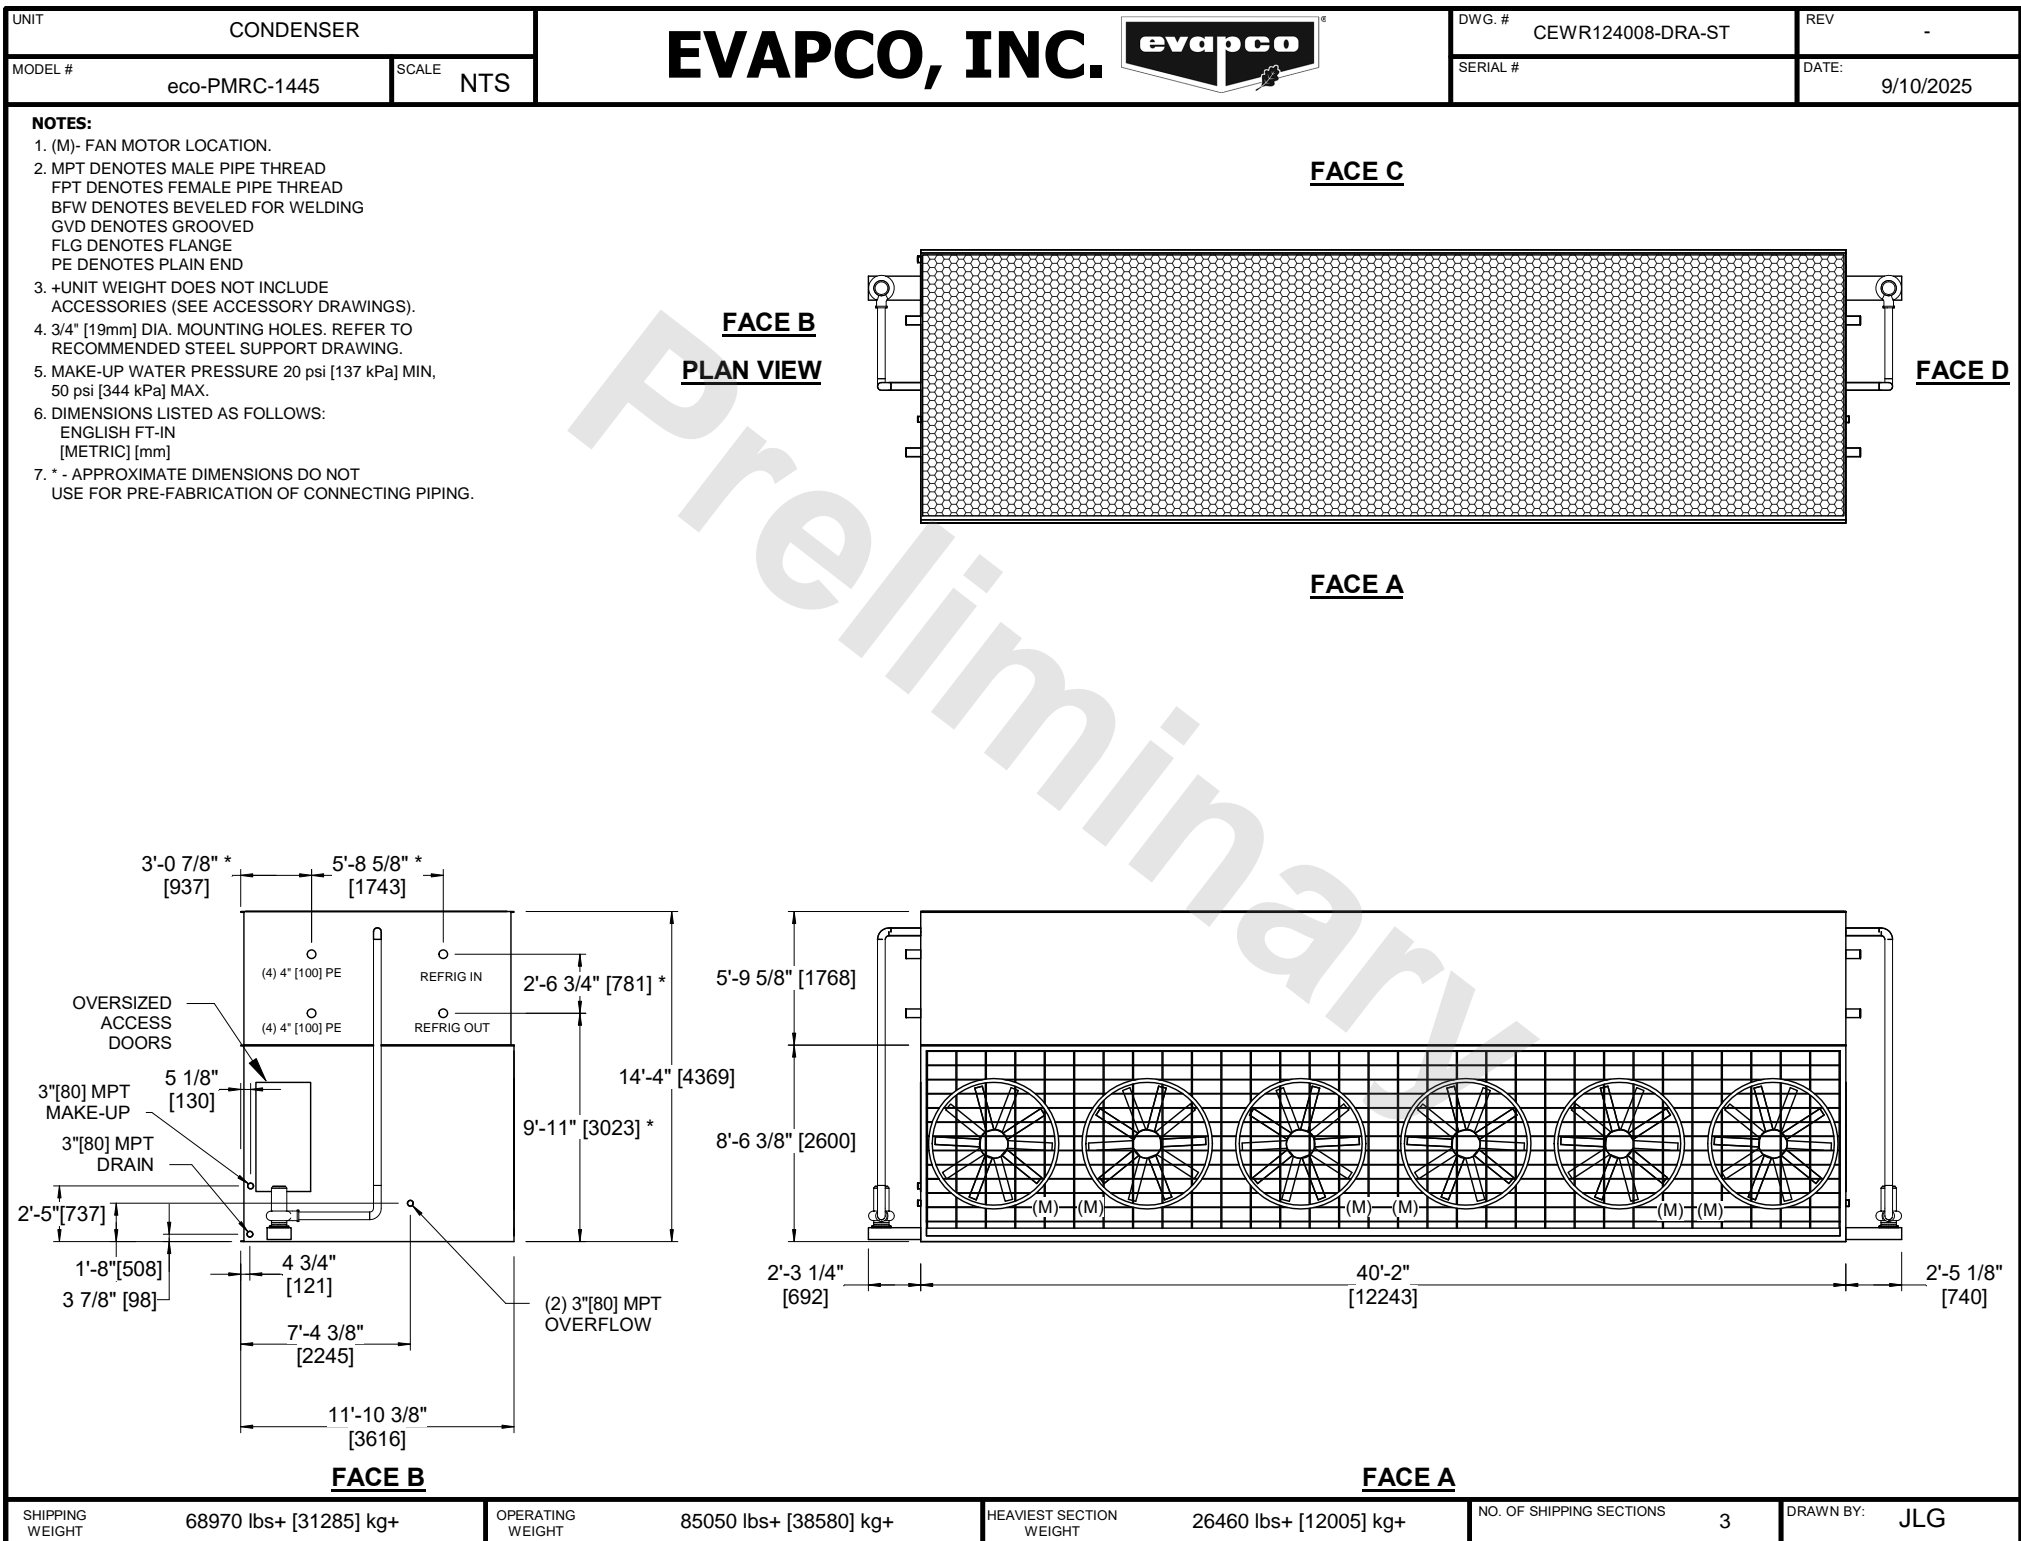 UNIT
CONDENSER
MODEL #
eco-PMRC-1445
SCALE
NTS
EVAPCO, INC.
evapco
®
DWG. #
CEWR124008-DRA-ST
REV
-
SERIAL #
DATE:
9/10/2025
NOTES:
1. (M)- FAN MOTOR LOCATION.
2. MPT DENOTES MALE PIPE THREAD
FPT DENOTES FEMALE PIPE THREAD
BFW DENOTES BEVELED FOR WELDING
GVD DENOTES GROOVED
FLG DENOTES FLANGE
PE DENOTES PLAIN END
3. +UNIT WEIGHT DOES NOT INCLUDE
ACCESSORIES (SEE ACCESSORY DRAWINGS).
4. 3/4" [19mm] DIA. MOUNTING HOLES. REFER TO
RECOMMENDED STEEL SUPPORT DRAWING.
5. MAKE-UP WATER PRESSURE 20 psi [137 kPa] MIN,
50 psi [344 kPa] MAX.
6. DIMENSIONS LISTED AS FOLLOWS:
ENGLISH FT-IN
[METRIC] [mm]
7. * - APPROXIMATE DIMENSIONS DO NOT
USE FOR PRE-FABRICATION OF CONNECTING PIPING.
FACE C
FACE B
PLAN VIEW
FACE D
FACE A
Preliminary
3'-0 7/8" *
[937]
5'-8 5/8" *
[1743]
(4) 4" [100] PE
REFRIG IN
(4) 4" [100] PE
REFRIG OUT
2'-6 3/4" [781] *
OVERSIZED
ACCESS
DOORS
5 1/8"
[130]
3"[80] MPT
MAKE-UP
3"[80] MPT
DRAIN
14'-4" [4369]
9'-11" [3023] *
2'-5"[737]
1'-8"[508]
3 7/8" [98]
4 3/4"
[121]
(2) 3"[80] MPT
OVERFLOW
7'-4 3/8"
[2245]
11'-10 3/8"
[3616]
FACE B
5'-9 5/8" [1768]
8'-6 3/8" [2600]
(M) (M) (M) (M) (M) (M)
2'-3 1/4"
[692]
40'-2"
[12243]
2'-5 1/8"
[740]
FACE A
SHIPPING
WEIGHT
68970 lbs+ [31285] kg+
OPERATING
WEIGHT
85050 lbs+ [38580] kg+
HEAVIEST SECTION
WEIGHT
26460 lbs+ [12005] kg+
NO. OF SHIPPING SECTIONS
3
DRAWN BY:
JLG